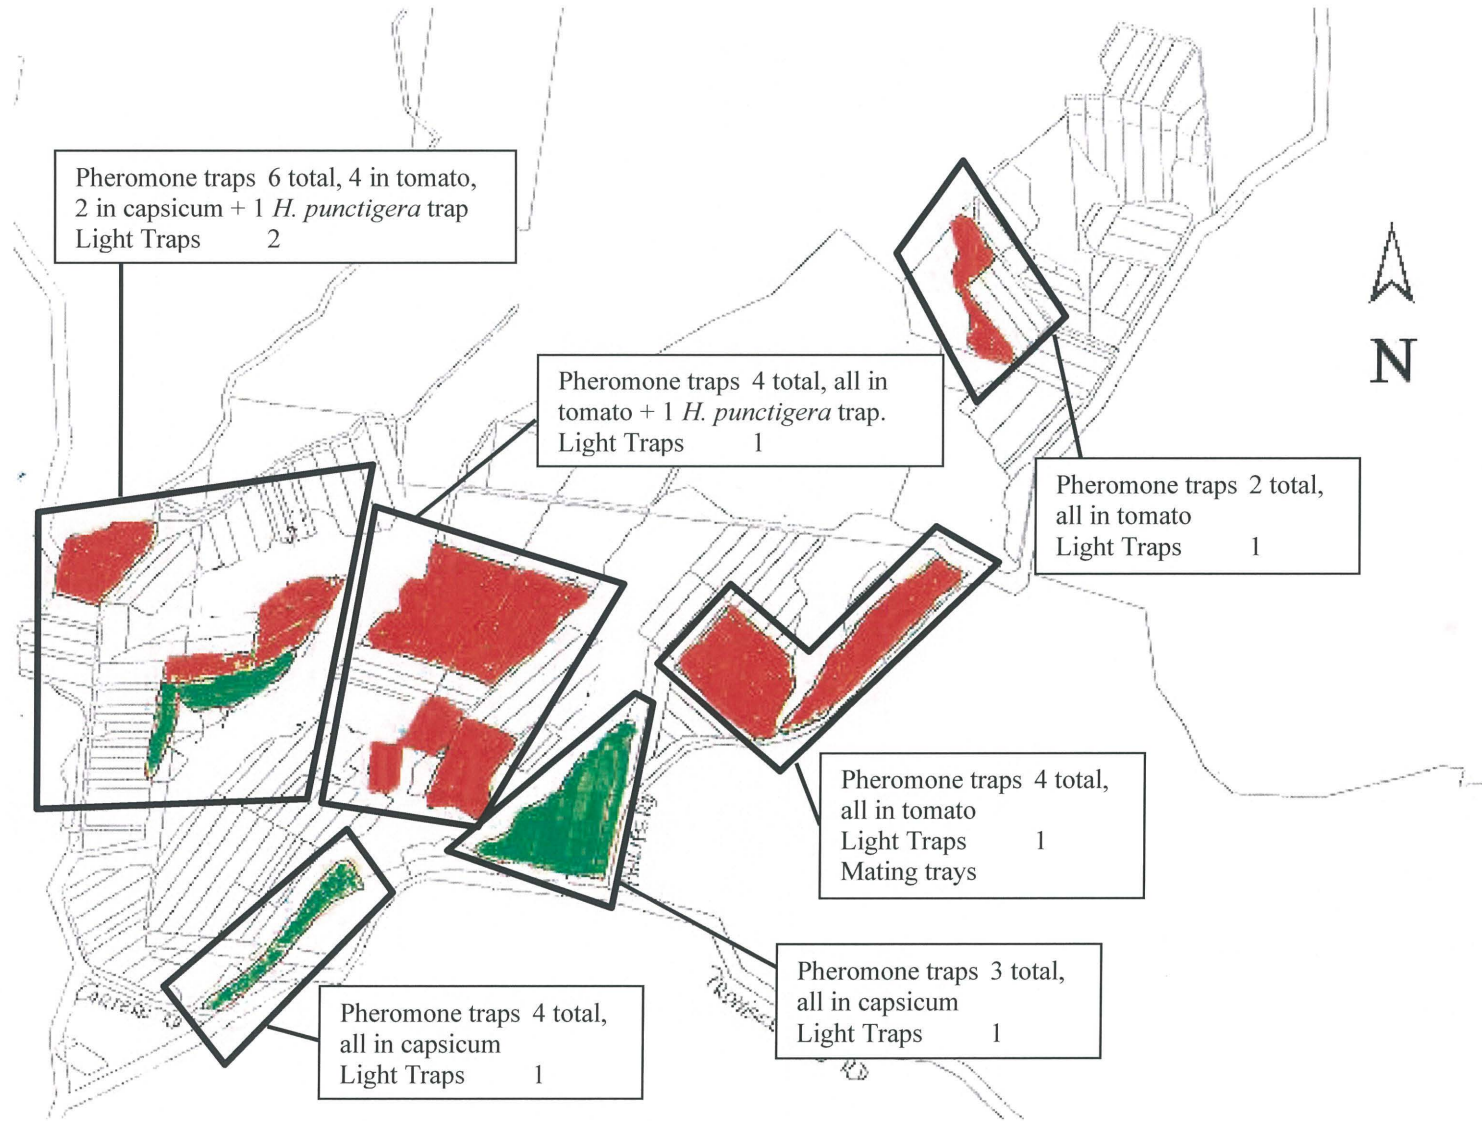 Pheromone traps 6 total, 4 in tomato,
2 in capsicum + 1 H. punctigera trap
Light Traps 2
Pheromone traps 4 total, all in
tomato + 1 H. punctigera trap.
Light Traps 1
N
Pheromone traps 2 total,
all in tomato
Light Traps 1
Pheromone traps 4 total,
all in tomato
Light Traps 1
Mating trays
Pheromone traps 3 total,
all in capsicum
Light Traps 1
Pheromone traps 4 total,
all in capsicum
Light Traps 1
RD
RD